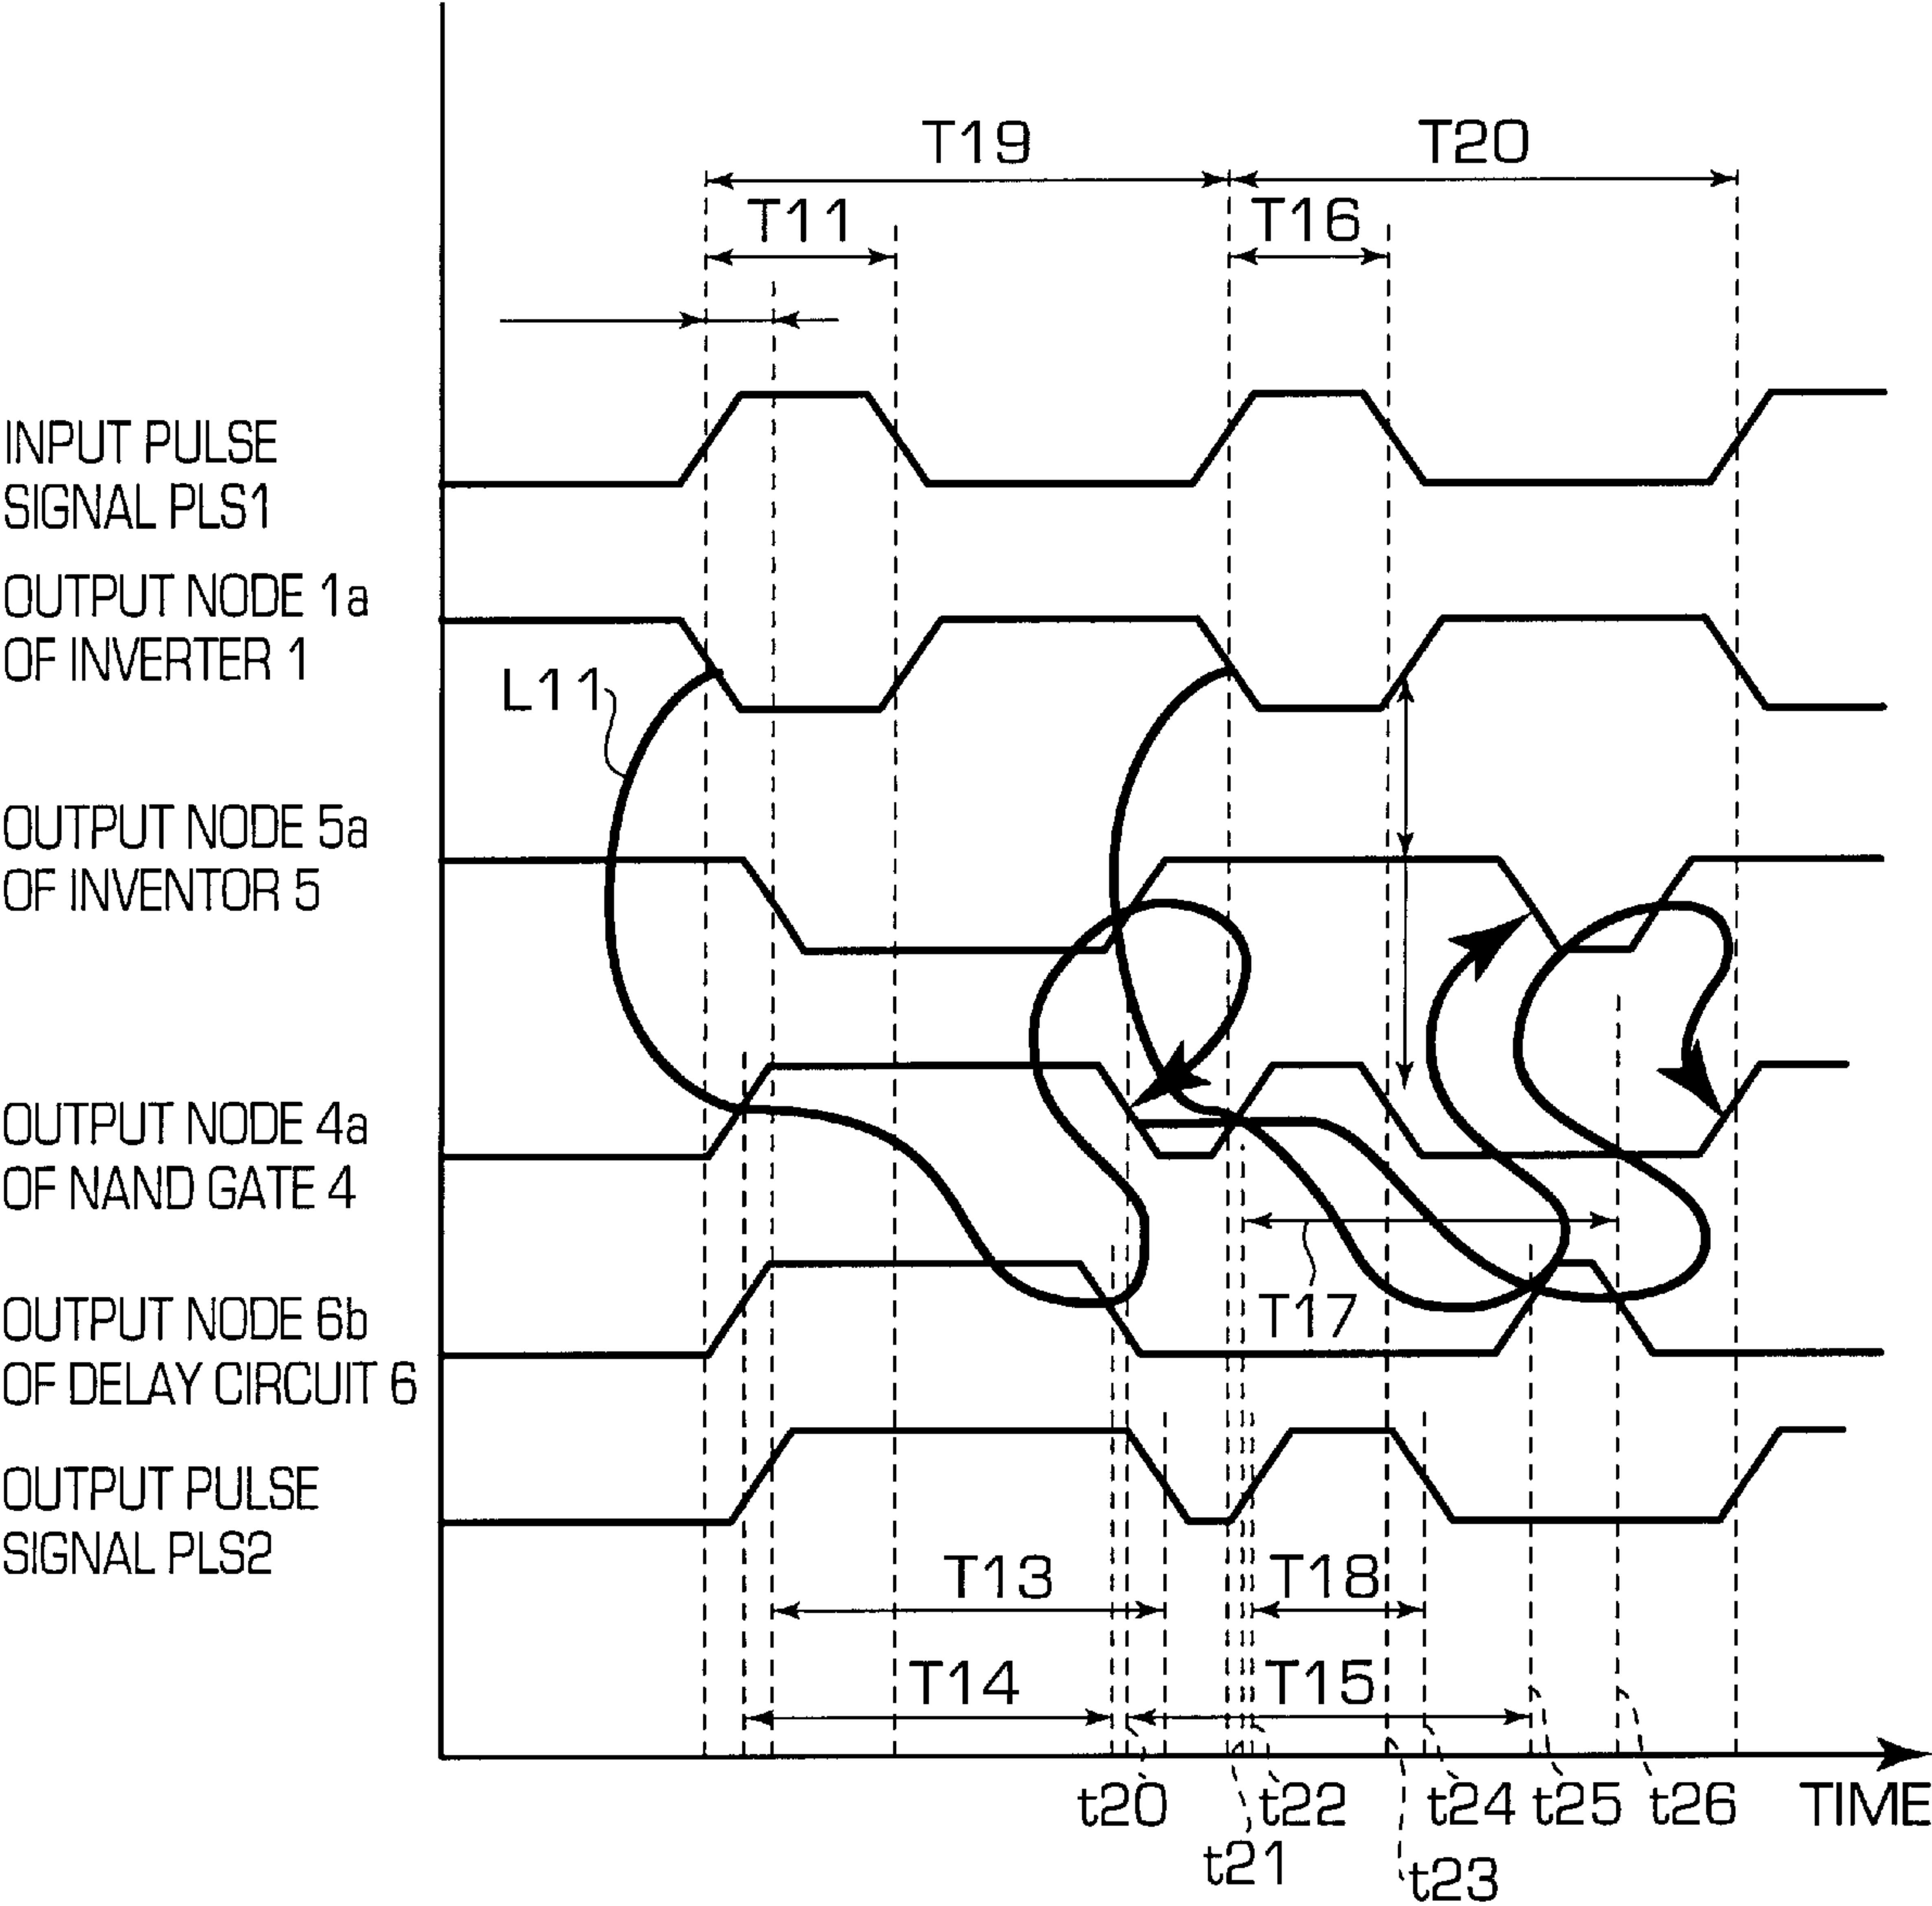 T19
T20
T11
T16
INPUT PULSE
SIGNAL PLS1
OUTPUT NODE 1a
OF INVERTER 1
L11
OUTPUT NODE 5a
OF INVENTOR 5
OUTPUT NODE 4a
OF NAND GATE 4
T17
OUTPUT NODE 6b
OF DELAY CIRCUIT 6
OUTPUT PULSE
SIGNAL PLS2
T13
T18
T14
T15
t20
t22
t24
t25
t26
TIME
t21
t23